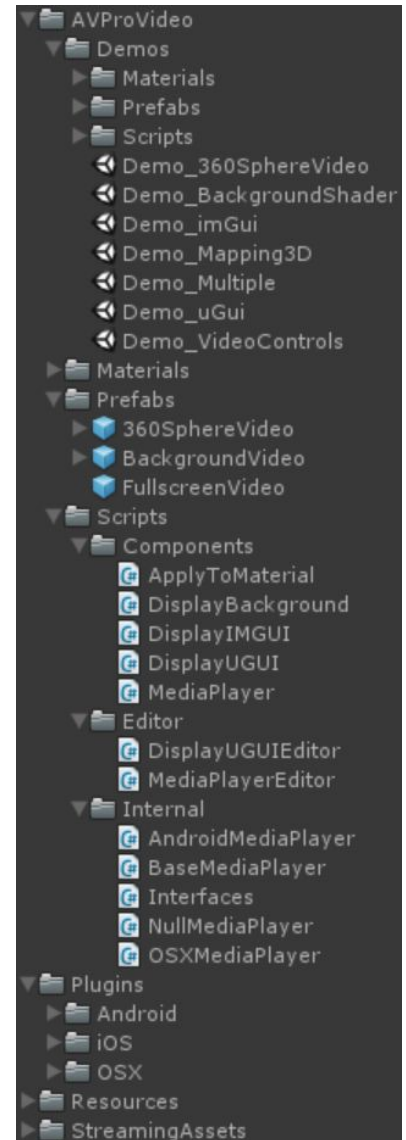 AVProVideo
Demos
Materials
Prefabs
Scripts
Demo_360SphereVideo
Demo_BackgroundShader
Demo_imGui
Demo_Mapping3D
Demo_Multiple
Demo_uGui
Demo_VideoControls
Materials
Prefabs
360SphereVideo
BackgroundVideo
FullscreenVideo
Scripts
Components
ApplyToMaterial
DisplayBackground
DisplayIMGUI
DisplayUGUI
MediaPlayer
Editor
DisplayUGUIEditor
MediaPlayerEditor
Internal
AndroidMediaPlayer
BaseMediaPlayer
Interfaces
NullMediaPlayer
OSXMediaPlayer
Plugins
Android
iOS
OSX
Resources
StreamingAssets